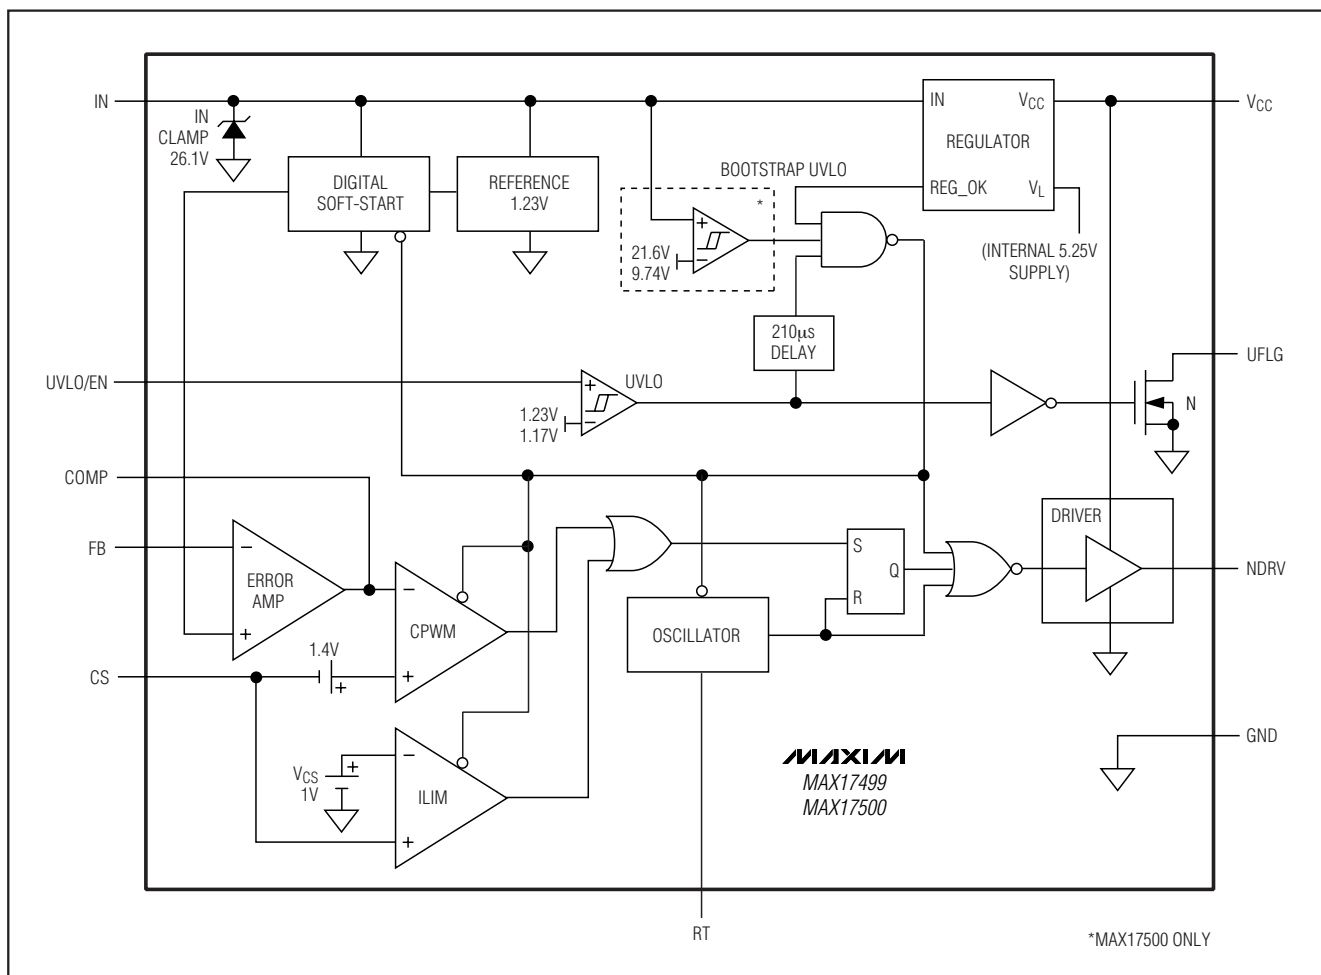 IN
IN
CLAMP
26.1V
DIGITAL
SOFT-START
REFERENCE
1.23V
BOOTSTRAP UVLO
*
21.6V
9.74V
+
−
IN
VCC
REGULATOR
REG_OK
VL
VCC
(INTERNAL 5.25V
SUPPLY)
210µs
DELAY
UVLO/EN
UVLO
+
−
1.23V
1.17V
UFLG
N
COMP
FB
−
ERROR
AMP
+
−
CPWM
+
1.4V
+
CS
S
Q
R
OSCILLATOR
DRIVER
NDRV
VCS
1V
+
−
ILIM
+
GND
MAXIM
MAX17499
MAX17500
RT
*MAX17500 ONLY